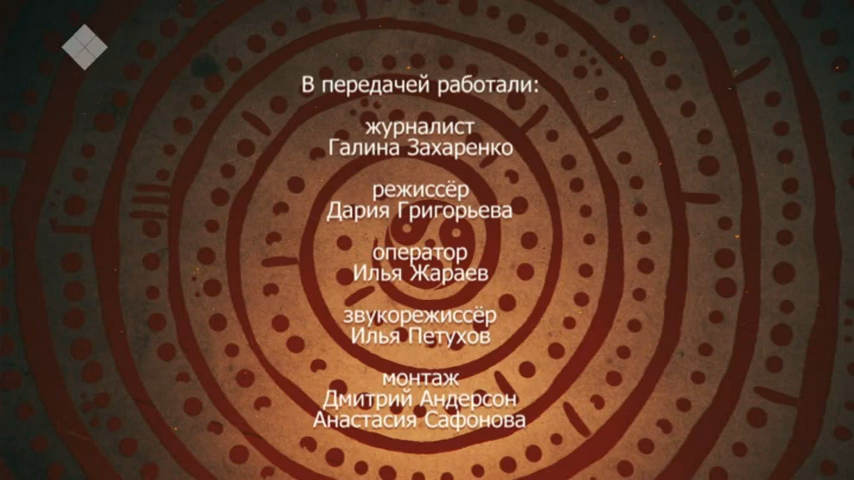 В передачей работали:
журналист
Галина Захаренко
режиссёр
Дария Григорьева
оператор
Илья Жараев
звукорежиссёр
Илья Петухов
монтаж
Дмитрий Андерсон
Анастасия Сафонова